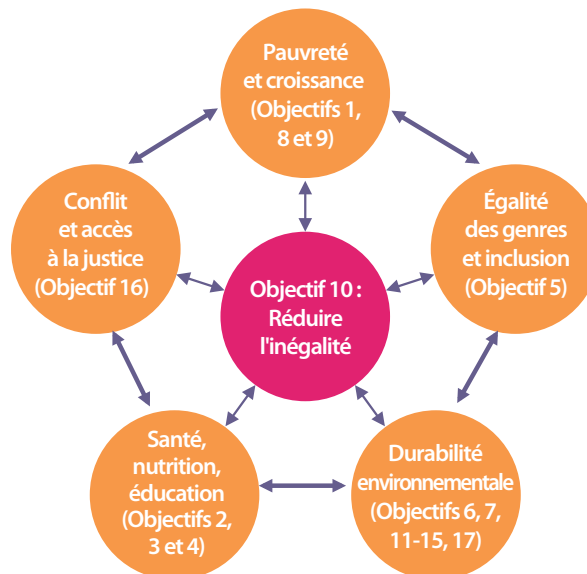 Pauvreté
et croissance
(Objectifs 1,
8 et 9)
Conflit
et accès
à la justice
(Objectif 16)
Égalité
des genres
et inclusion
(Objectif 5)
Objectif 10 :
Réduire
l'inégalité
Santé,
nutrition,
éducation
(Objectifs 2,
3 et 4)
Durabilité
environnementale
(Objectifs 6, 7,
11-15, 17)